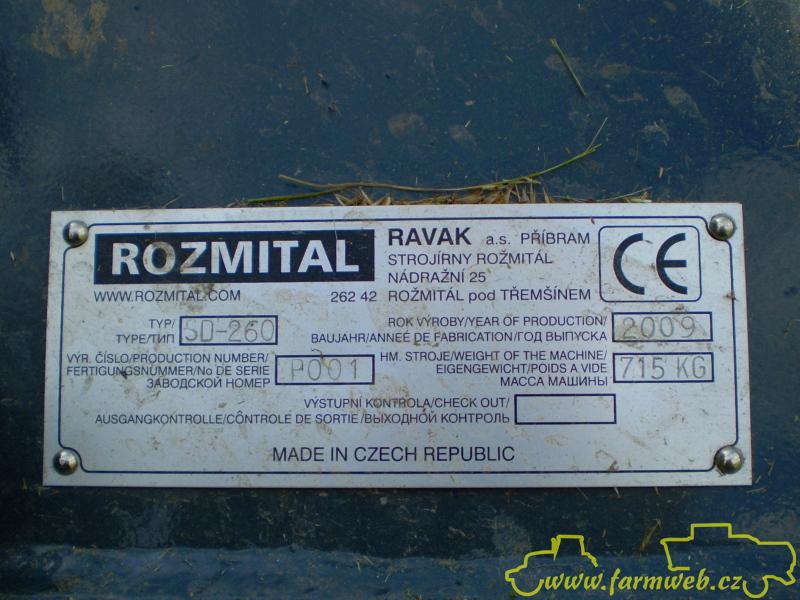 ROZMITAL
RAVAK a.s. PŘÍBRAM
STROJÍRNY ROŽMITÁL
NÁDRAŽNÍ 25
WWW.ROZMITAL.COM 262 42 ROŽMITÁL pod TŘEMŠÍNEM
CE
TYP/
TYPE/ТИП
SD-260
ROK VÝROBY/YEAR OF PRODUCTION/
BAUJAHR/ANNEÉ DE FABRICATION/ГОД ВЫПУСКА
2009
VÝR. ČÍSLO/PRODUCTION NUMBER/
FERTIGUNGSNUMMER/No DE SERIE
ЗАВОДСКОЙ НОМЕР
P001
HM. STROJE/WEIGHT OF THE MACHINE/
EIGENGEWICHT/POIDS A VIDE
МАССА МАШИНЫ
715 KG
VÝSTUPNÍ KONTROLA/CHECK OUT/
AUSGANGKONTROLLE/CÔNTROLE DE SORTIE/ВЫХОДНОЙ КОНТРОЛЬ
MADE IN CZECH REPUBLIC
www.farmweb.cz